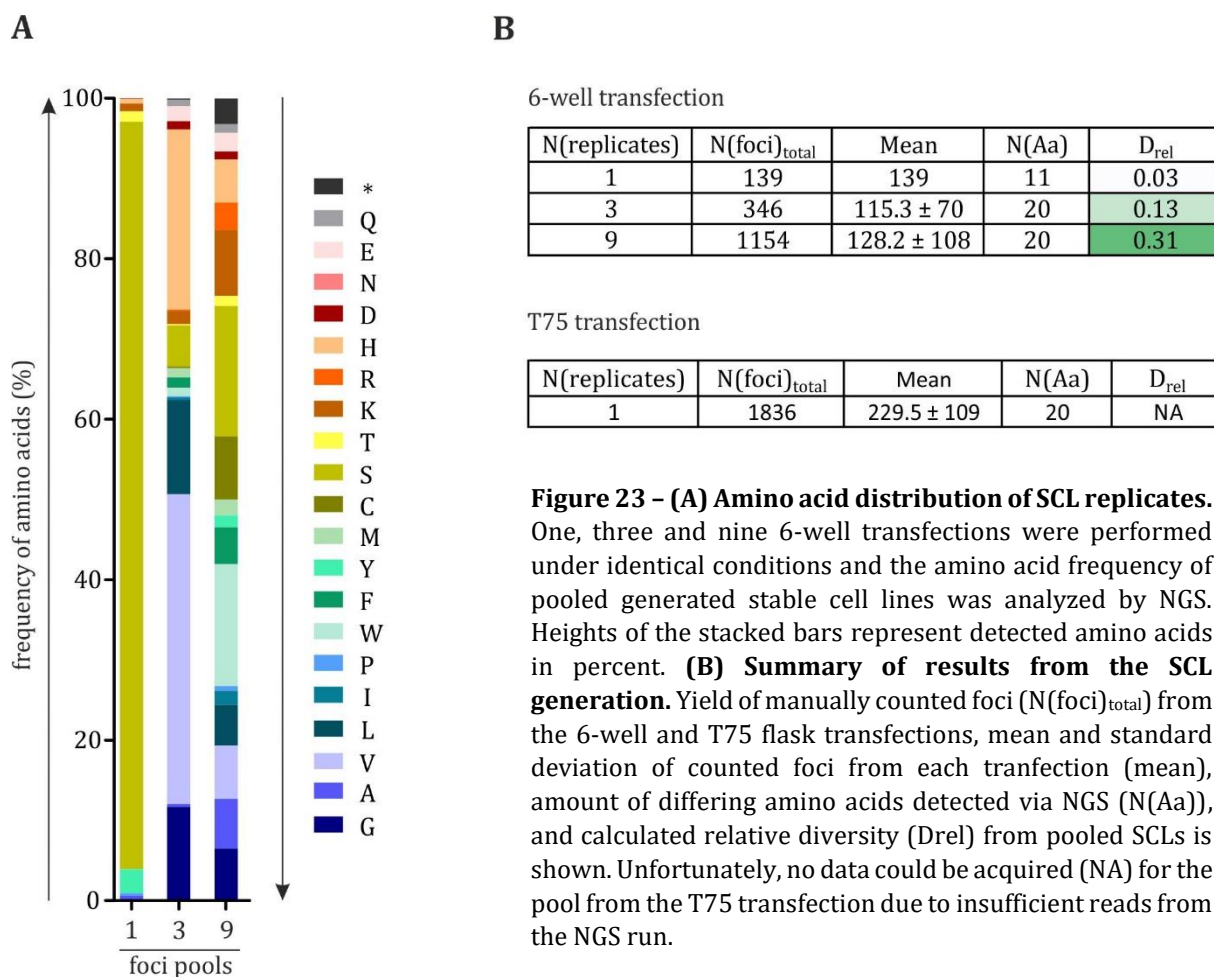 A
B
frequency of amino acids (%)
100
80
60
40
20
0
1 3 9
foci pools
*
Q
E
N
D
H
R
K
T
S
C
M
Y
F
W
P
I
L
V
A
G
6-well transfection
N(replicates) N(foci)total Mean N(Aa) Drel
1 139 139 11 0.03
3 346 115.3 ± 70 20 0.13
9 1154 128.2 ± 108 20 0.31
T75 transfection
N(replicates) N(foci)total Mean N(Aa) Drel
1 1836 229.5 ± 109 20 NA
Figure 23 – (A) Amino acid distribution of SCL replicates.
One, three and nine 6-well transfections were performed
under identical conditions and the amino acid frequency of
pooled generated stable cell lines was analyzed by NGS.
Heights of the stacked bars represent detected amino acids
in percent. (B) Summary of results from the SCL
generation. Yield of manually counted foci (N(foci)total) from
the 6-well and T75 flask transfections, mean and standard
deviation of counted foci from each tranfection (mean),
amount of differing amino acids detected via NGS (N(Aa)),
and calculated relative diversity (Drel) from pooled SCLs is
shown. Unfortunately, no data could be acquired (NA) for the
pool from the T75 transfection due to insufficient reads from
the NGS run.